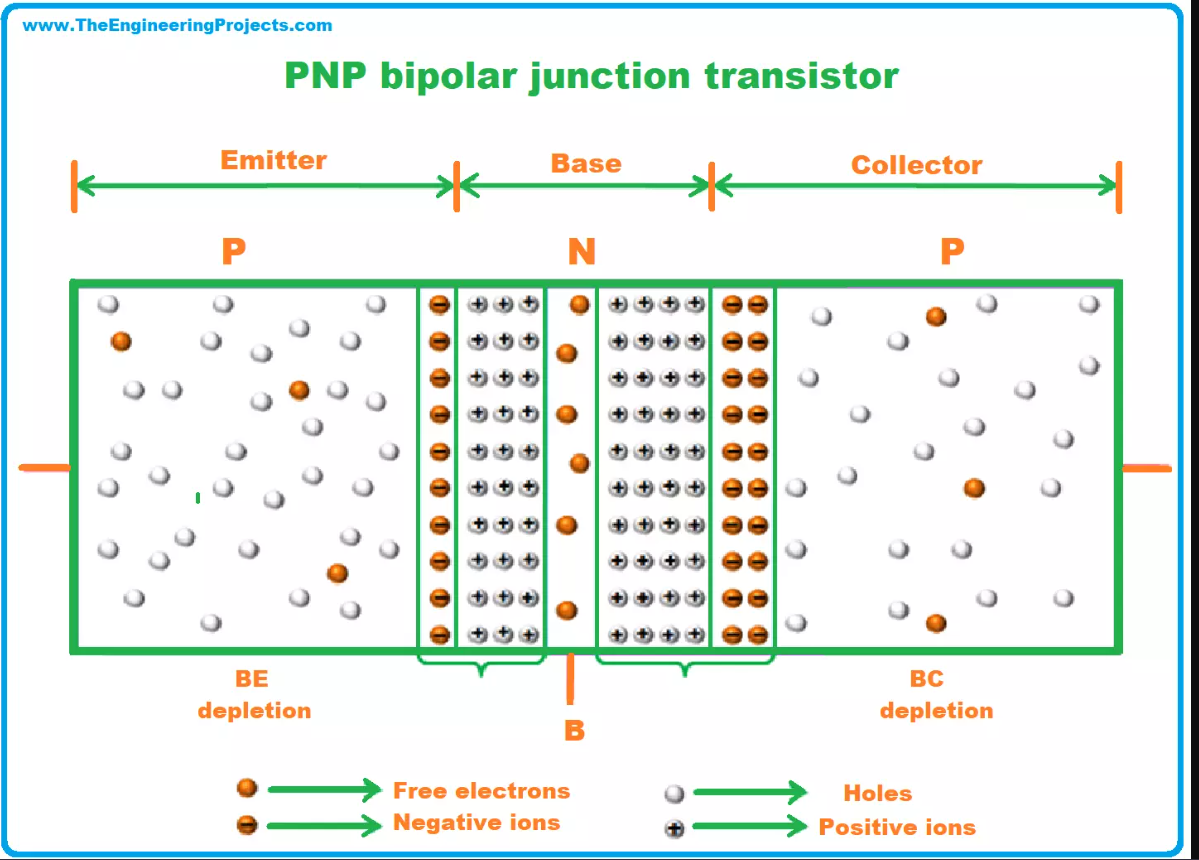 www.TheEngineeringProjects.com
PNP bipolar junction transistor
Emitter Base Collector
P N P
BE
depletion
BC
depletion
B
Free electrons
Holes
Negative ions
Positive ions